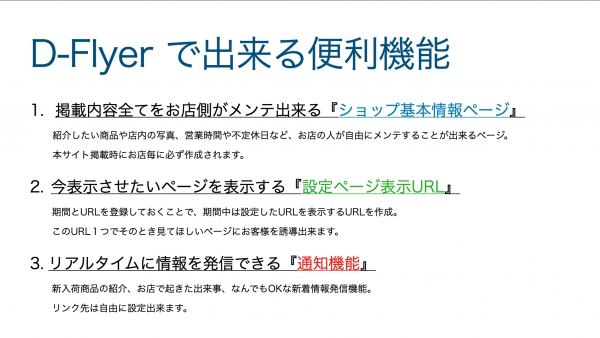 D-Flyer で出来る便利機能
1. 掲載内容全てをお店側がメンテ出来る『ショップ基本情報ページ』
紹介したい商品や店内の写真、営業時間や不定休日など、お店の人が自由にメンテすることが出来るページ。
本サイト掲載時にお店毎に必ず作成されます。
2. 今表示させたいページを表示する『設定ページ表示URL』
期間とURLを登録しておくことで、期間中は設定したURLを表示するURLを作成。
このURL１つでそのとき見てほしいページにお客様を誘導出来ます。
3. リアルタイムに情報を発信できる『通知機能』
新入荷商品の紹介、お店で起きた出来事、なんでもOKな新着情報発信機能。
リンク先は自由に設定出来ます。